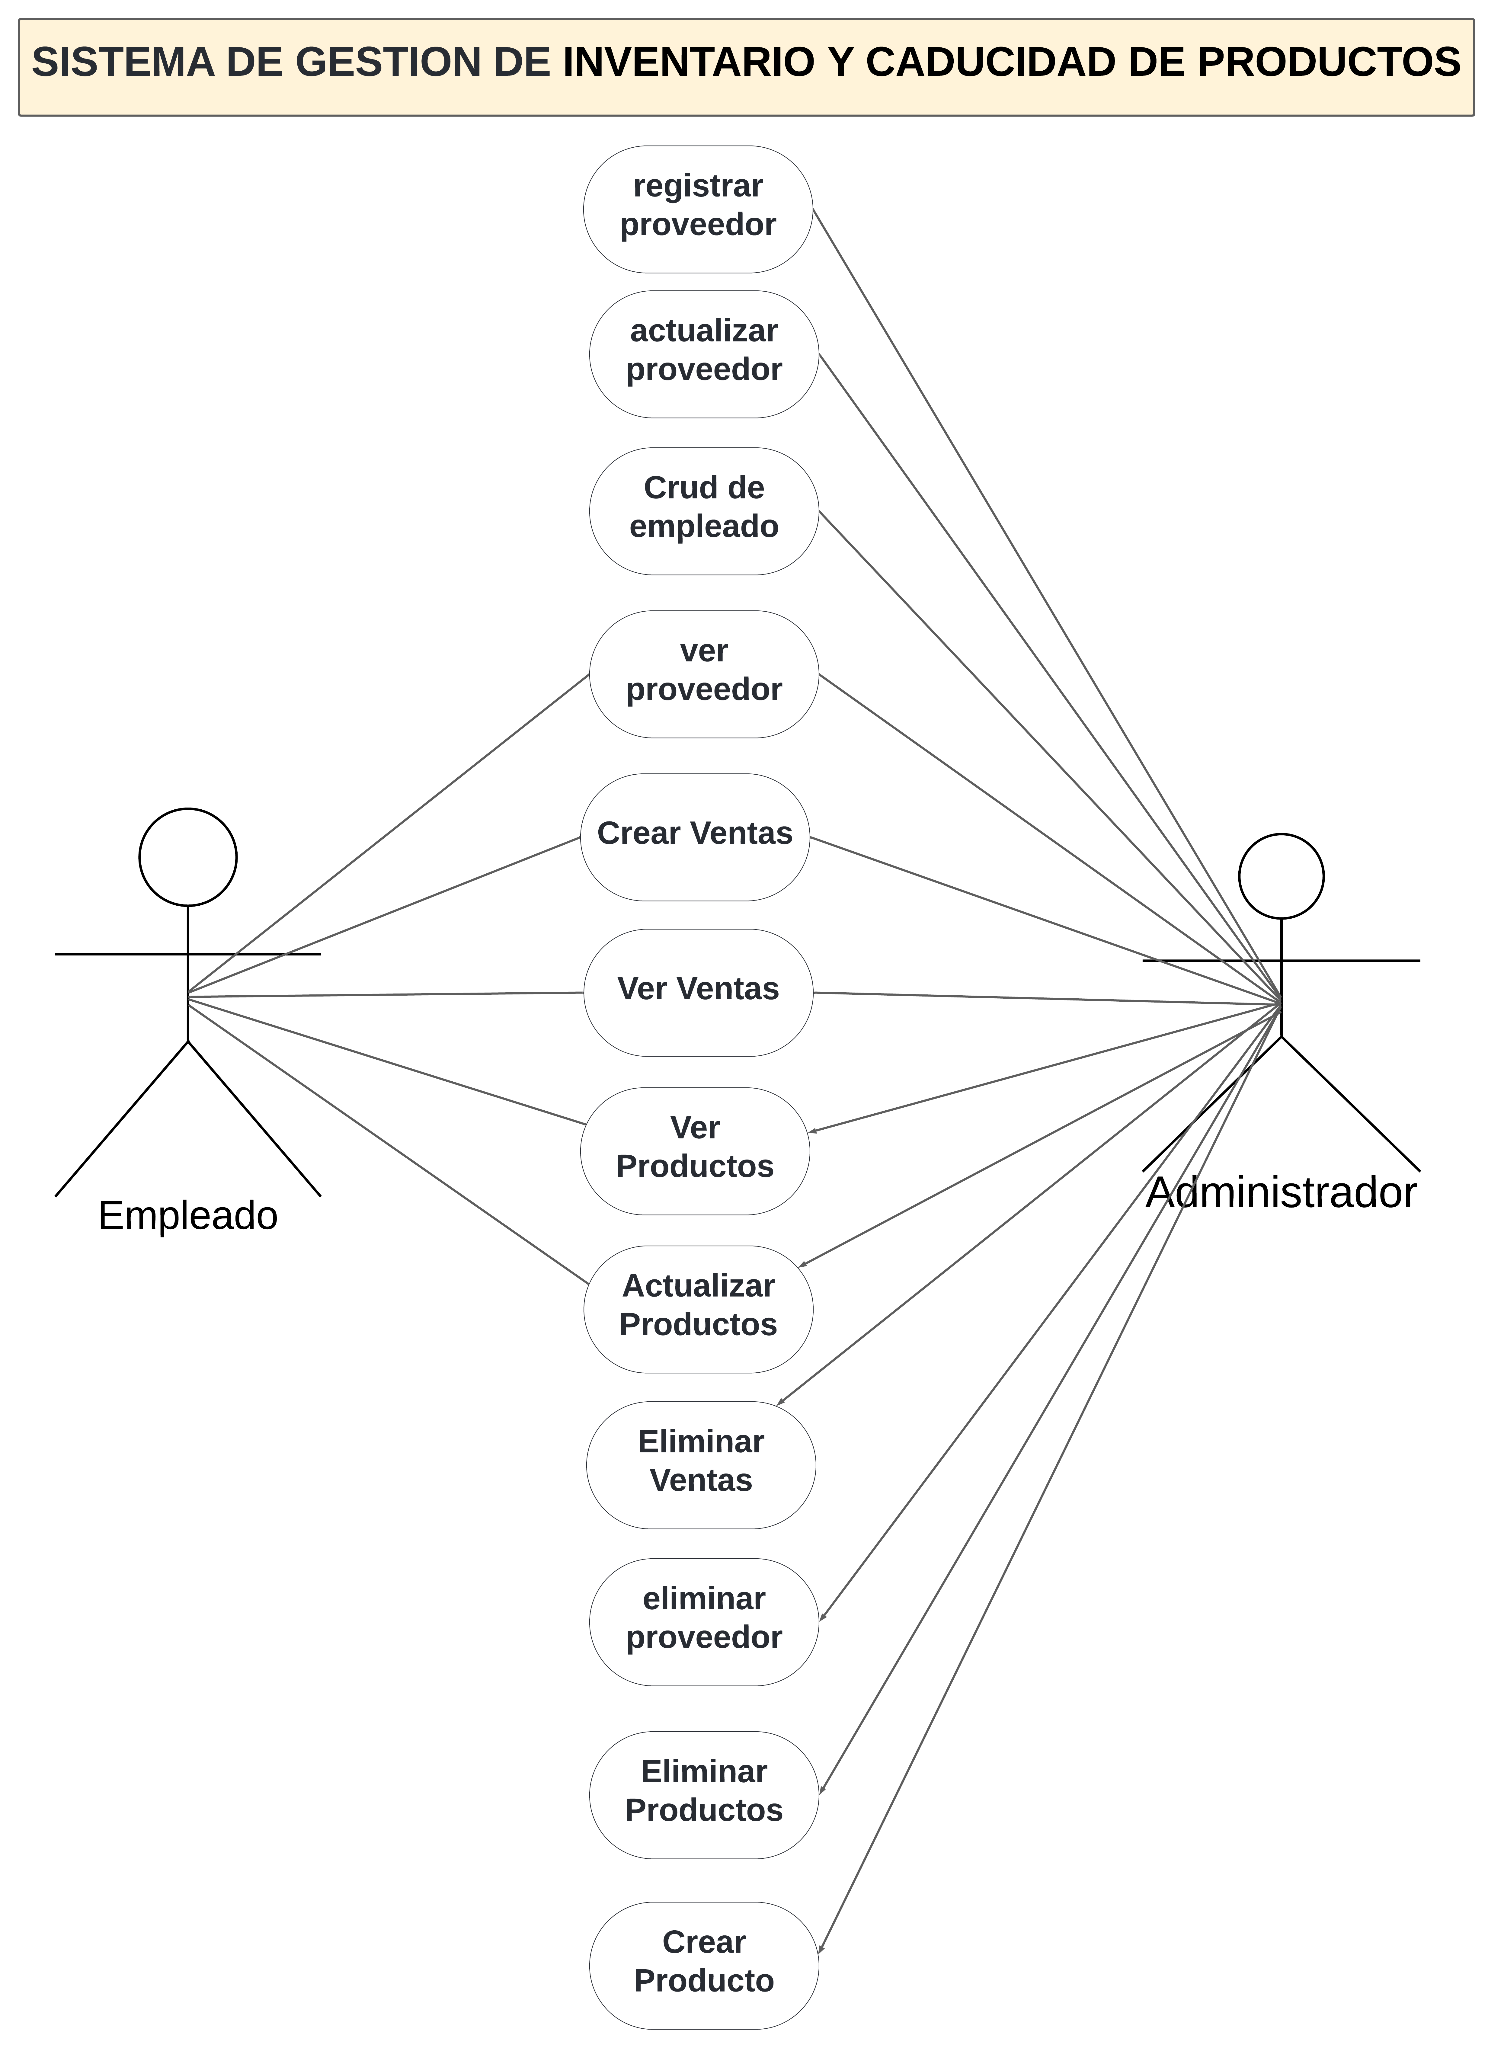 SISTEMA DE GESTION DE INVENTARIO Y CADUCIDAD DE PRODUCTOS
registrar
proveedor
actualizar
proveedor
Crud de
empleado
ver
proveedor
Crear Ventas
Ver Ventas
Ver
Productos
Empleado
Administrador
Actualizar
Productos
Eliminar
Ventas
eliminar
proveedor
Eliminar
Productos
Crear
Producto